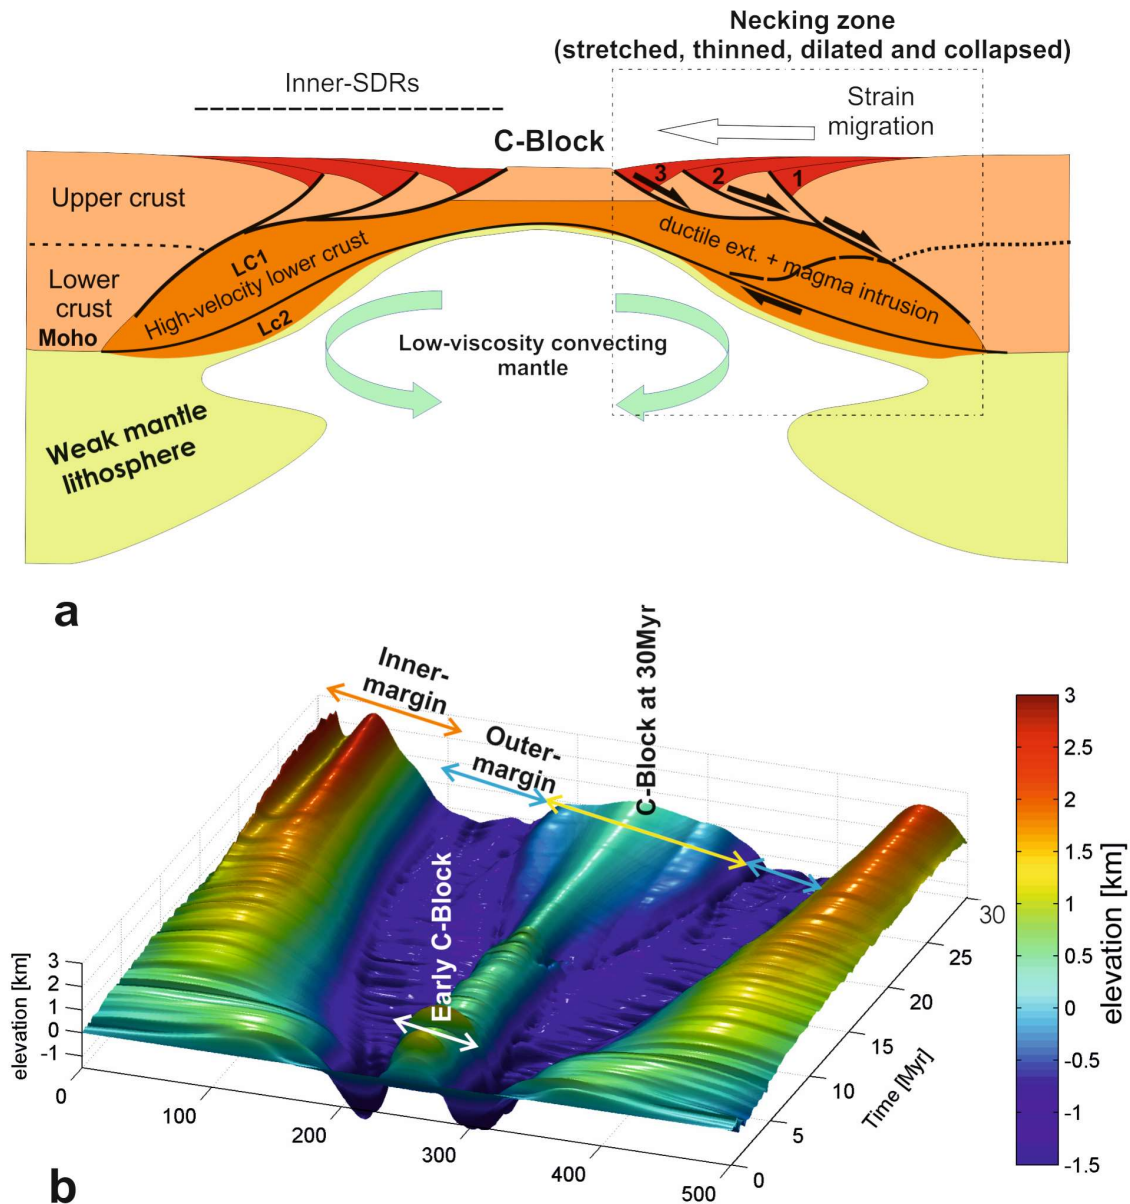 Necking zone
(stretched, thinned, dilated and collapsed)
Inner-SDRs
Strain
migration
C-Block
3
2
1
Upper crust
ductile ext. + magma intrusion
LC1
High-velocity lower crust
Lower
crust
Lc2
Moho
Low-viscosity convecting
mantle
Weak mantle
lithosphere
a
Inner-
margin
Outer-
margin
C-Block at 30Myr
Early C-Block
elevation [km]
3
2
1
0
-1
0
100
200
300
400
500
0
5
10
15
20
25
30
Time [Myr]
3
2.5
2
1.5
1
0.5
0
-0.5
-1
-1.5
elevation [km]
b